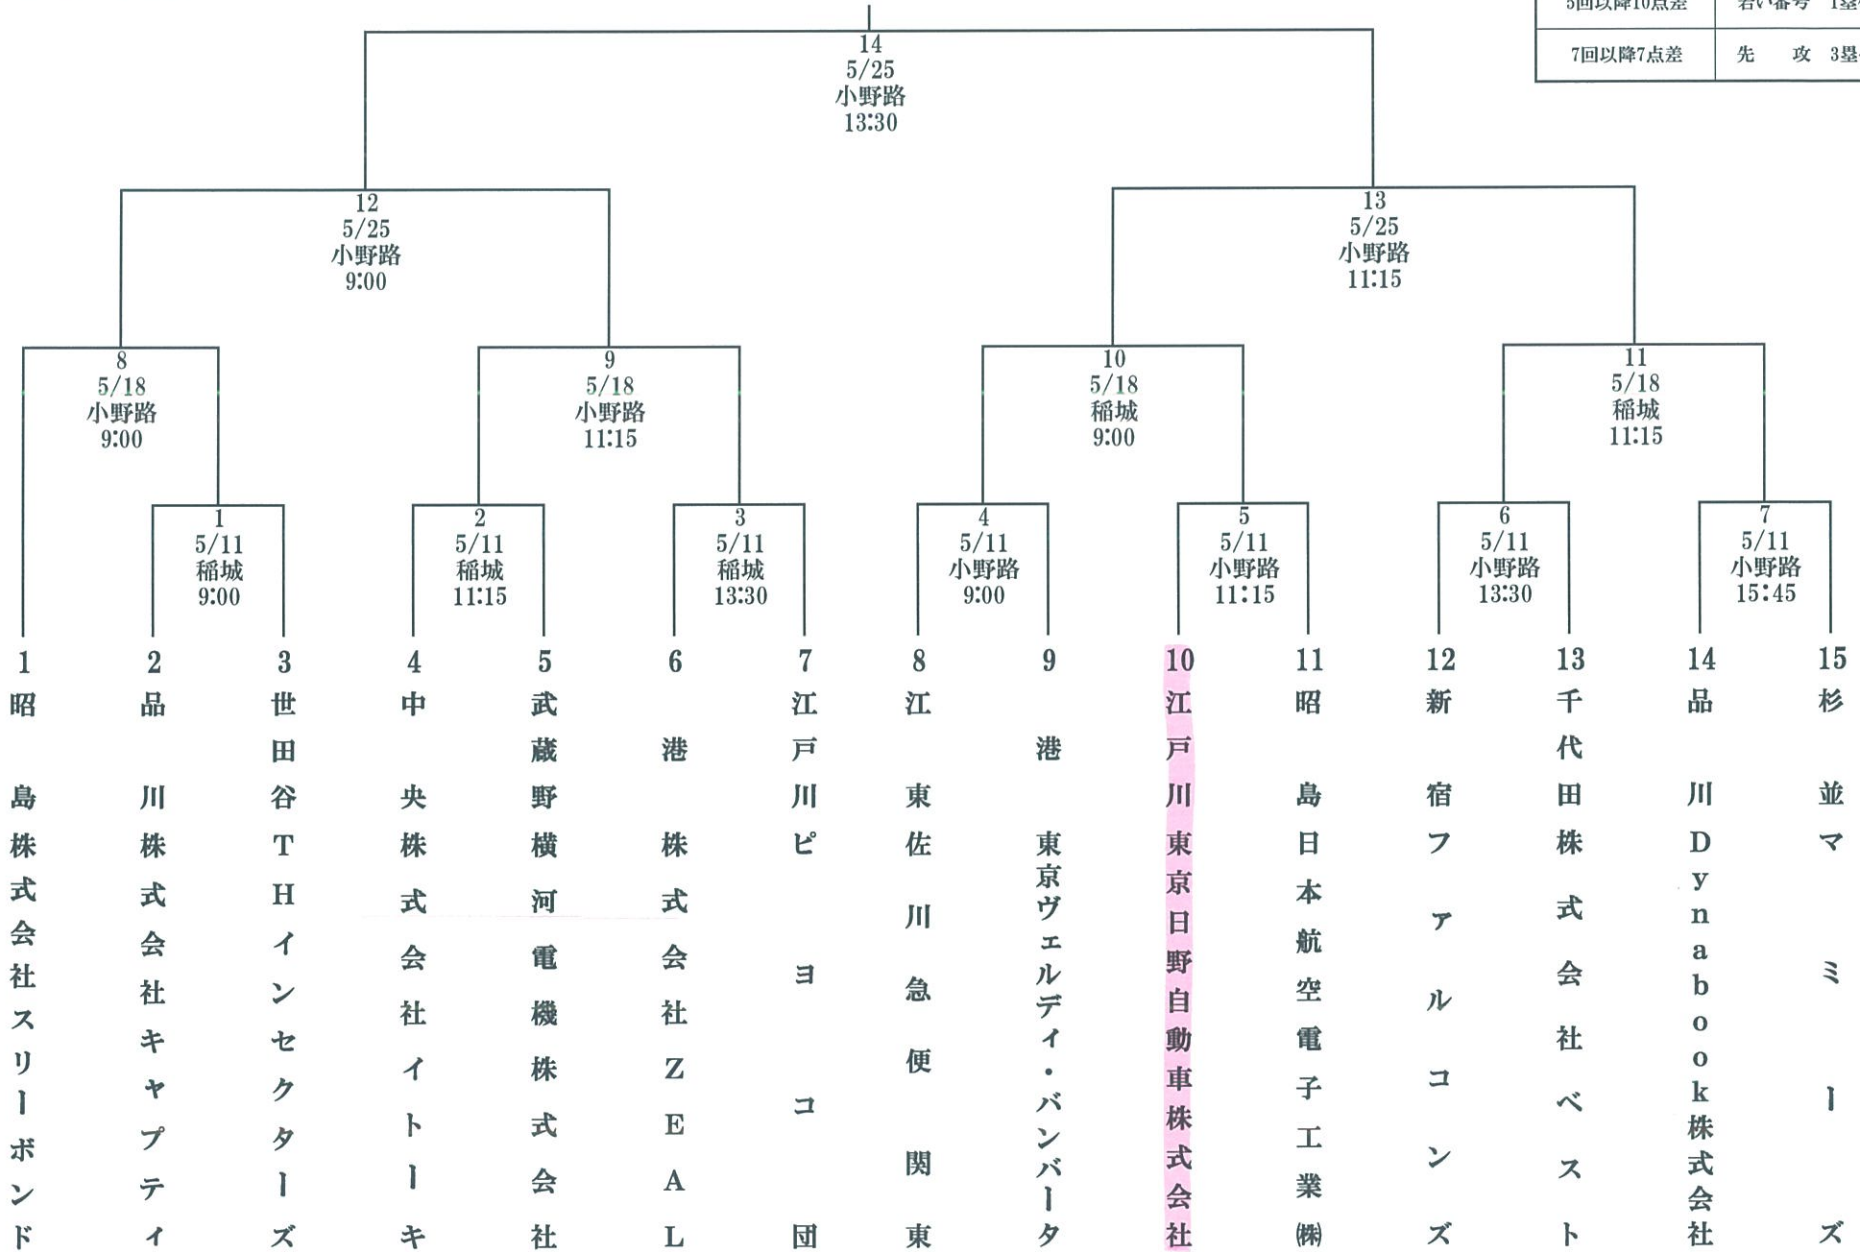 5回以降10点差 若い番号 1塁
7回以降7点差 先 攻 3塁
14
5/25
小野路
13:30
12
5/25
小野路
9:00
13
5/25
小野路
11:15
8
5/18
小野路
9:00
9
5/18
小野路
11:15
10
5/18
稲城
9:00
11
5/18
稲城
11:15
1
5/11
稲城
9:00
2
5/11
稲城
11:15
3
5/11
稲城
13:30
4
5/11
小野路
9:00
5
5/11
小野路
11:15
6
5/11
小野路
13:30
7
5/11
小野路
15:45
1 昭島 株式会社スリーボンド
2 品川 株式会社キャプティ
3 世田谷 THインセクターズ
4 中央 株式会社イトーキ
5 武蔵野 横河電機株式会社
6 港 株式会社ZEAL
7 江戸川 ピヨコ団
8 江東 佐川急便関東
9 港 東京ヴェルディ・バンバータ
10 江戸川 東京日野自動車株式会社
11 昭島 日本航空電子工業㈱
12 新宿 ファルコンズ
13 千代田 株式会社ベスト
14 品川 Dynabook株式会社
15 杉並 マミーズ